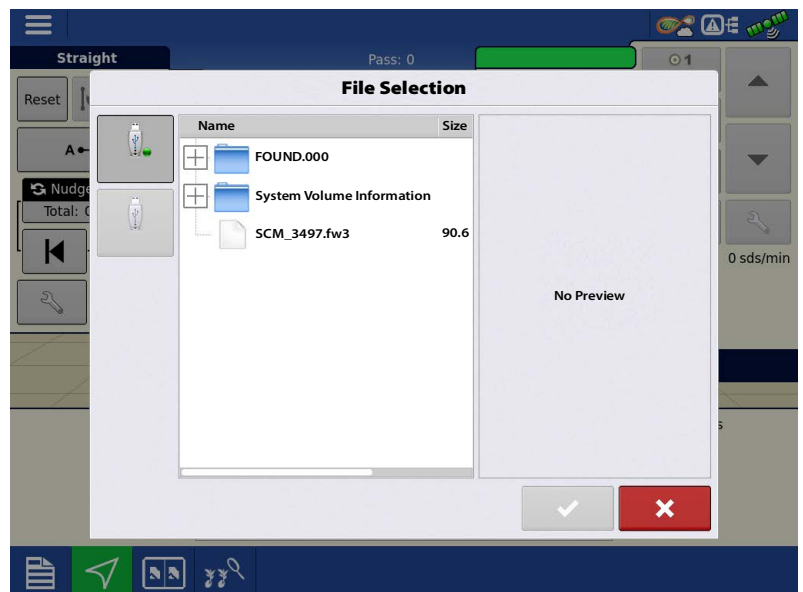 Straight
Pass: 0
1
File Selection
Reset
Name Size
FOUND.000
A
System Volume Information
Nudge
Total:
SCM_3497.fw3 90.6
0 sds/min
No Preview
s